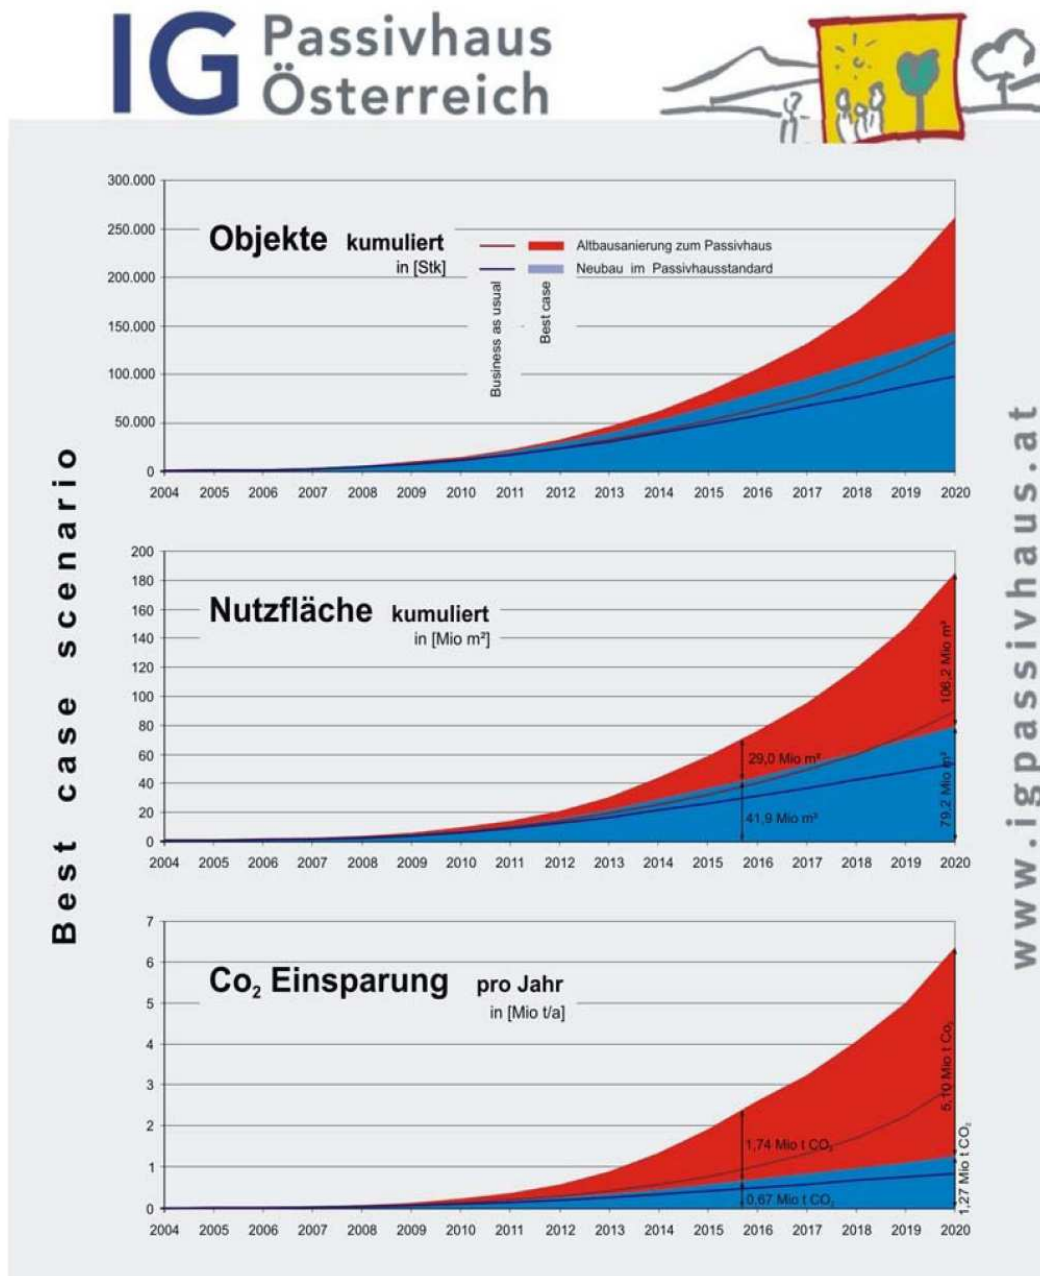 IG Passivhaus
Österreich
Best case scenario
www.igpassivhaus.at
Objekte kumuliert
in [Stk]
Altbausanierung zum Passivhaus
Neubau im Passivhausstandard
Business as usual
Best case
300.000
250.000
200.000
150.000
100.000
50.000
0
2004 2005 2006 2007 2008 2009 2010 2011 2012 2013 2014 2015 2016 2017 2018 2019 2020
Nutzfläche kumuliert
in [Mio m²]
200
180
160
140
120
100
80
60
40
20
0
29,0 Mio m²
41,9 Mio m²
106,2 Mio m²
79,2 Mio m²
2004 2005 2006 2007 2008 2009 2010 2011 2012 2013 2014 2015 2016 2017 2018 2019 2020
Co₂ Einsparung pro Jahr
in [Mio t/a]
7
6
5
4
3
2
1
0
1,74 Mio t CO₂
0,67 Mio t CO₂
5,10 Mio t Co₂
1,27 Mio t CO₂
2004 2005 2006 2007 2008 2009 2010 2011 2012 2013 2014 2015 2016 2017 2018 2019 2020